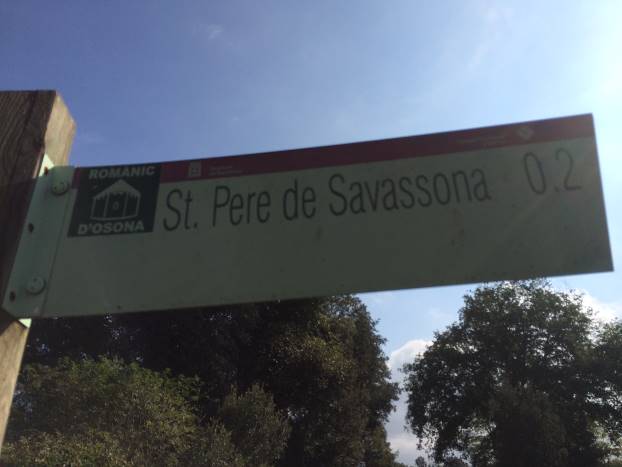 ROMÀNIC
D'OSONA
St. Pere de Savassona 0.2